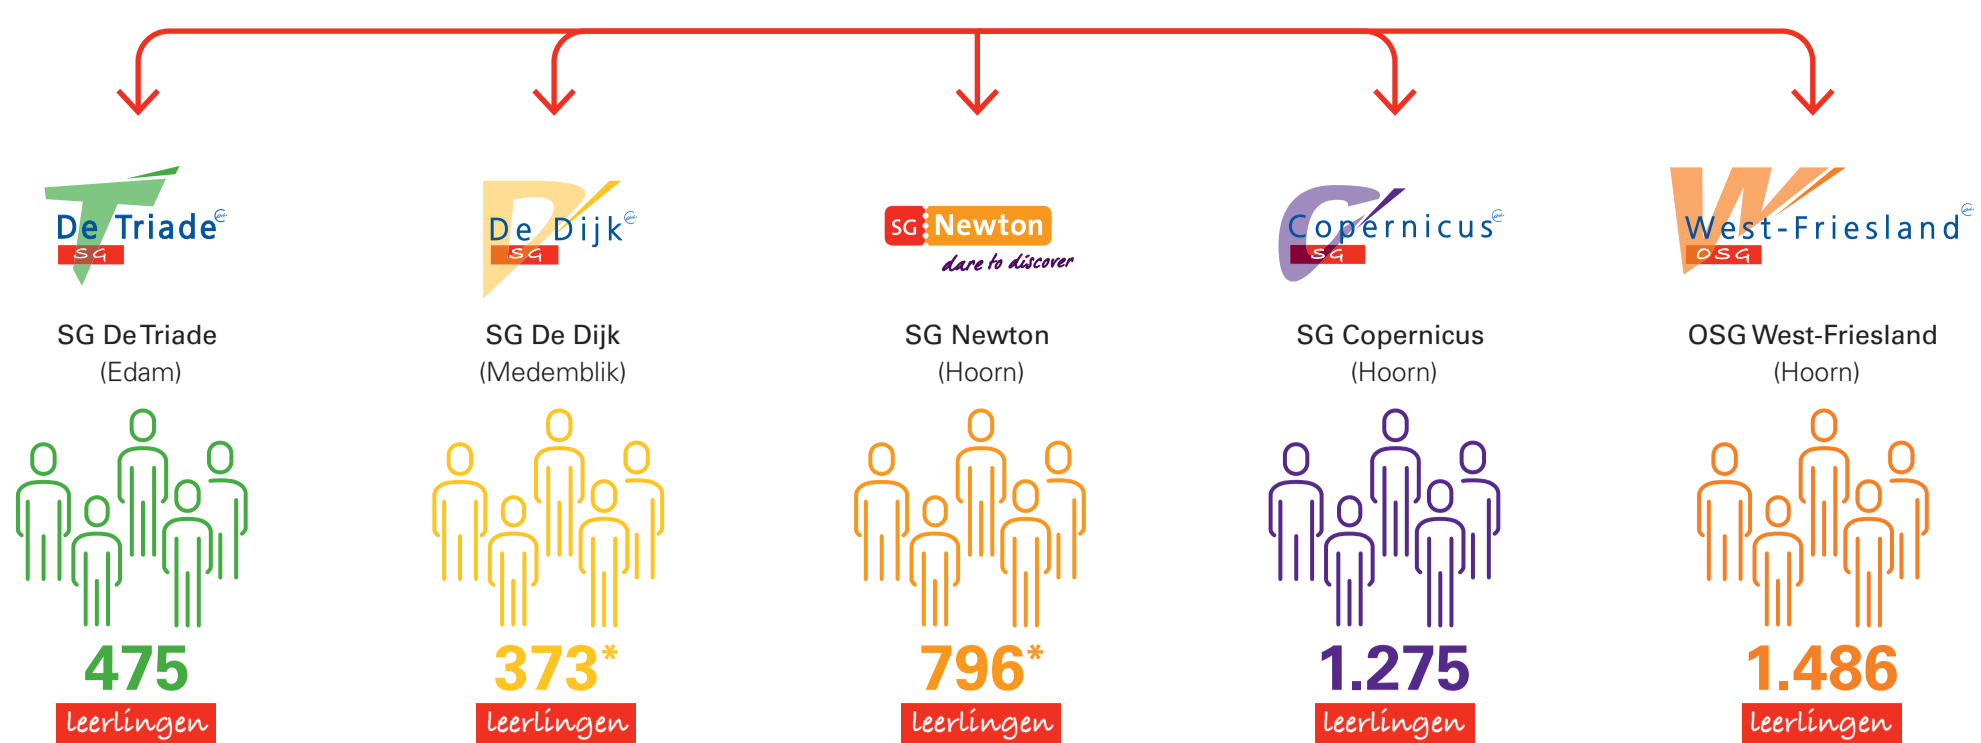 De Triade
SG
De Dijk
SG
SG Newton
dare to discover
Copernicus
SG
West-Friesland
OSG
SG De Triade
(Edam)
SG De Dijk
(Medemblik)
SG Newton
(Hoorn)
SG Copernicus
(Hoorn)
OSG West-Friesland
(Hoorn)
475
leerlingen
373*
leerlingen
796*
leerlingen
1.275
leerlingen
1.486
leerlingen